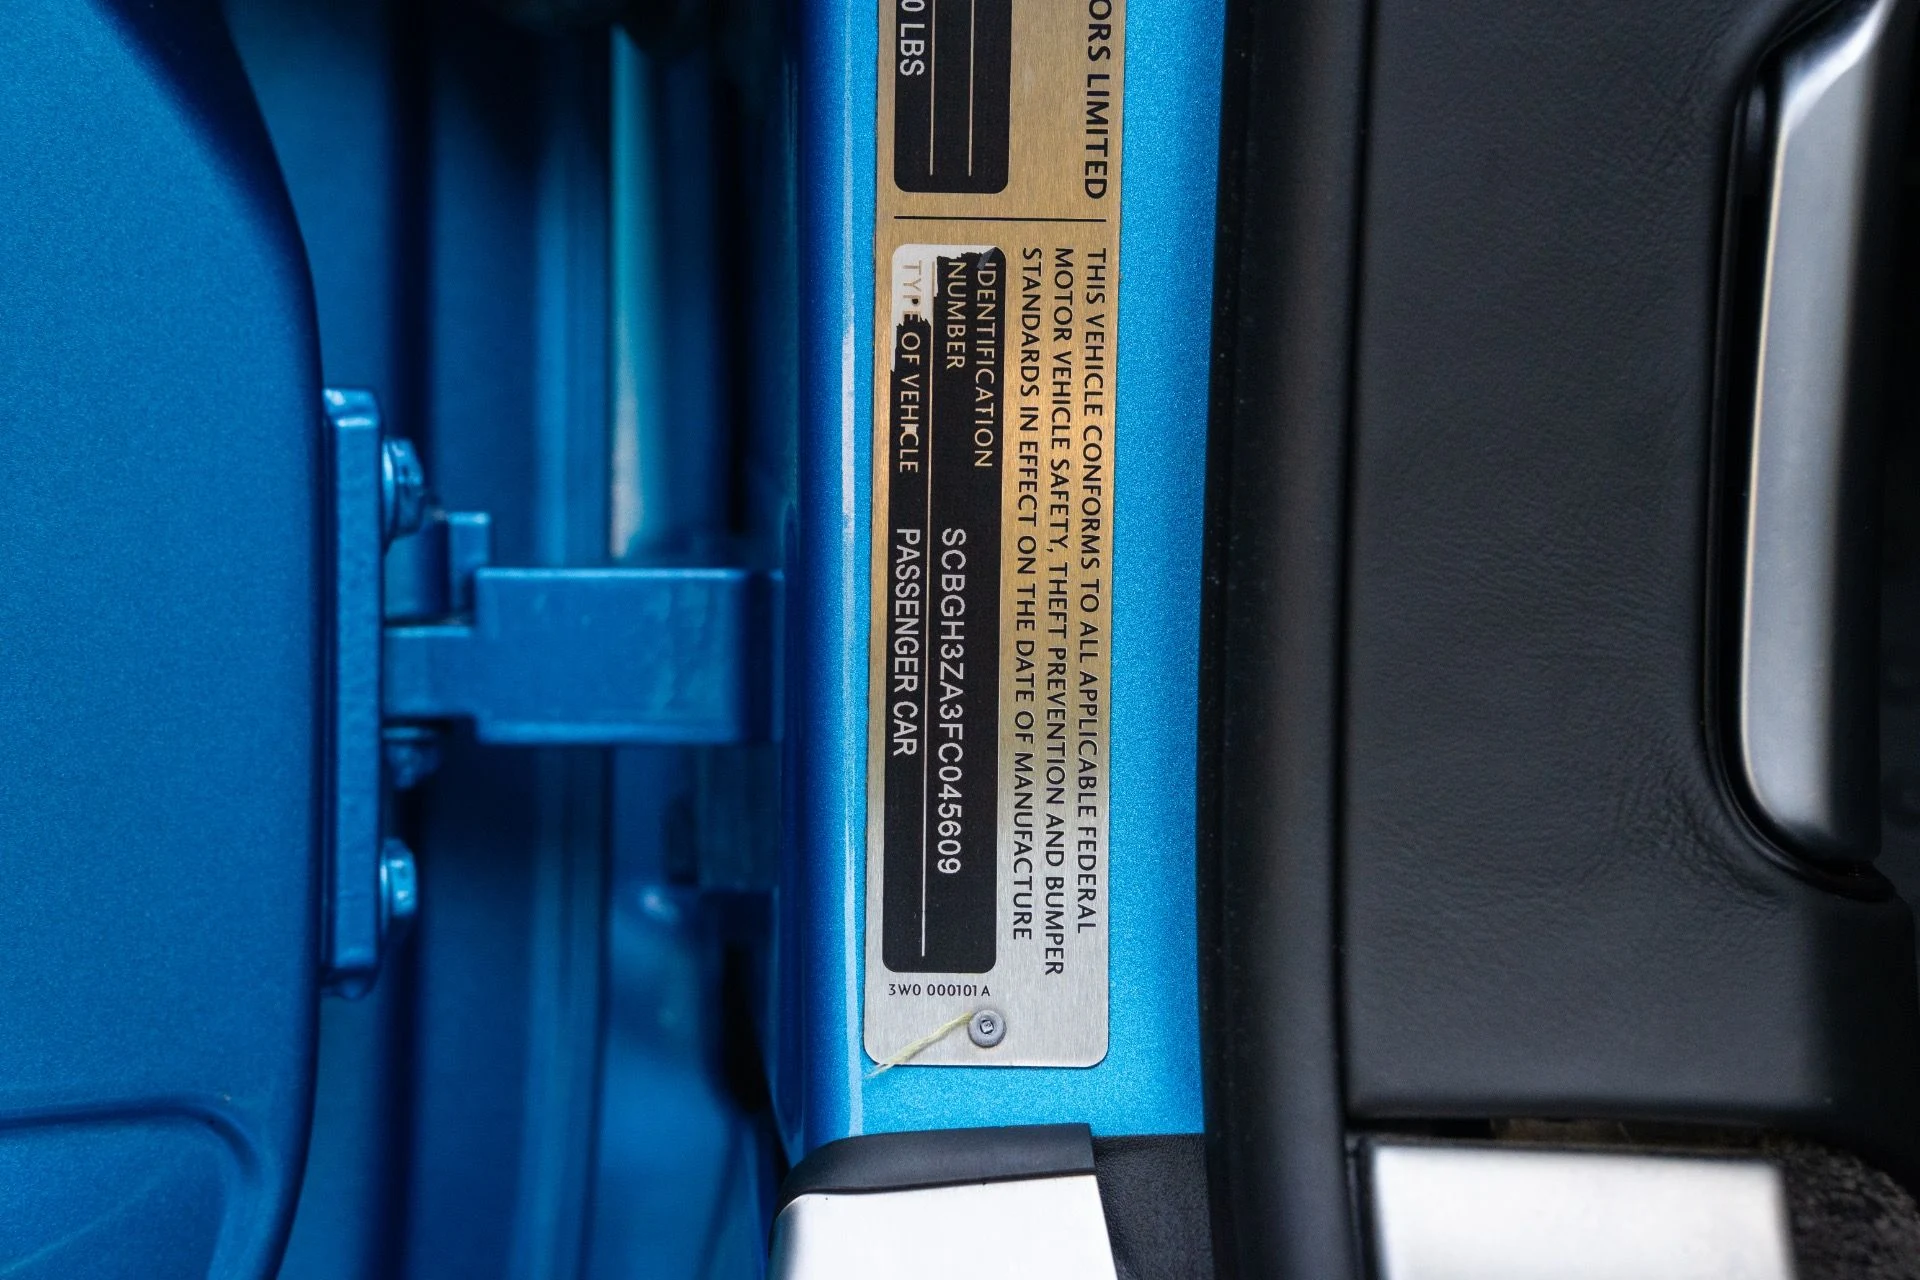 ORS LIMITED
0 LBS
THIS VEHICLE CONFORMS TO ALL APPLICABLE FEDERAL
MOTOR VEHICLE SAFETY, THEFT PREVENTION AND BUMPER
STANDARDS IN EFFECT ON THE DATE OF MANUFACTURE
IDENTIFICATION
NUMBER SCBGH3ZA3FC045609
TYPE OF VEHICLE PASSENGER CAR
3W0 000101 A